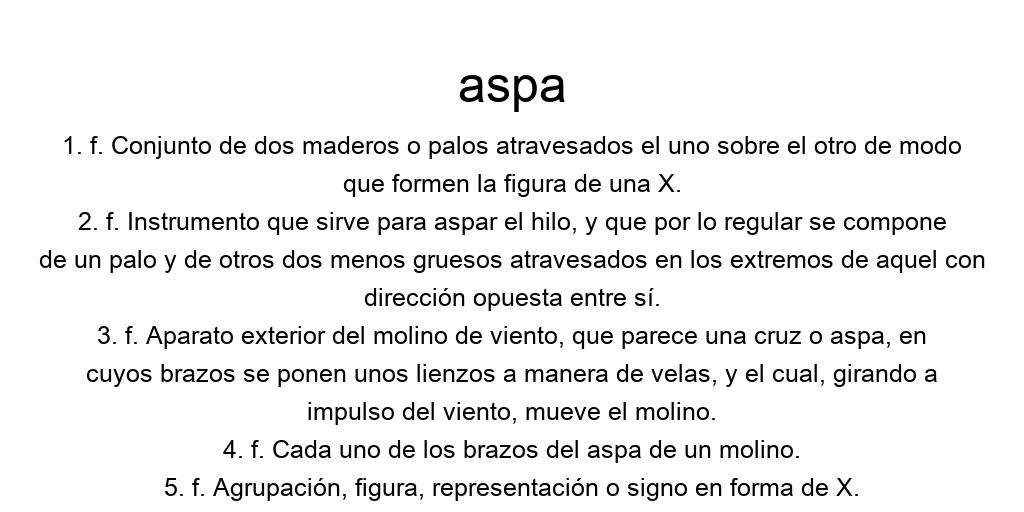 aspa
1. f. Conjunto de dos maderos o palos atravesados el uno sobre el otro de modo
que formen la figura de una X.
2. f. Instrumento que sirve para aspar el hilo, y que por lo regular se compone
de un palo y de otros dos menos gruesos atravesados en los extremos de aquel con
dirección opuesta entre sí.
3. f. Aparato exterior del molino de viento, que parece una cruz o aspa, en
cuyos brazos se ponen unos lienzos a manera de velas, y el cual, girando a
impulso del viento, mueve el molino.
4. f. Cada uno de los brazos del aspa de un molino.
5. f. Agrupación, figura, representación o signo en forma de X.